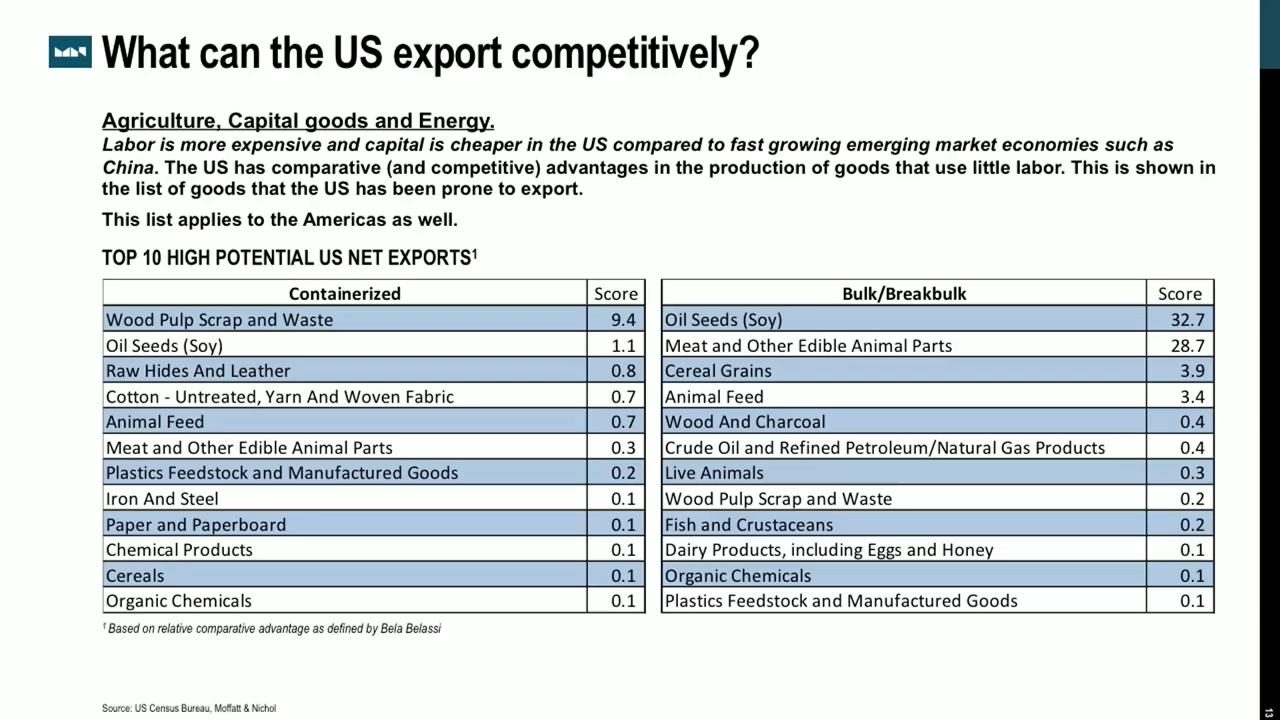 What can the US export competitively?
Agriculture, Capital goods and Energy.
Labor is more expensive and capital is cheaper in the US compared to fast growing emerging market economies such as
China. The US has comparative (and competitive) advantages in the production of goods that use little labor. This is shown in
the list of goods that the US has been prone to export.
This list applies to the Americas as well.
TOP 10 HIGH POTENTIAL US NET EXPORTS¹
Containerized Score
Wood Pulp Scrap and Waste 9.4
Oil Seeds (Soy) 1.1
Raw Hides And Leather 0.8
Cotton - Untreated, Yarn And Woven Fabric 0.7
Animal Feed 0.7
Meat and Other Edible Animal Parts 0.3
Plastics Feedstock and Manufactured Goods 0.2
Iron And Steel 0.1
Paper and Paperboard 0.1
Chemical Products 0.1
Cereals 0.1
Organic Chemicals 0.1
Bulk/Breakbulk Score
Oil Seeds (Soy) 32.7
Meat and Other Edible Animal Parts 28.7
Cereal Grains 3.9
Animal Feed 3.4
Wood And Charcoal 0.4
Crude Oil and Refined Petroleum/Natural Gas Products 0.4
Live Animals 0.3
Wood Pulp Scrap and Waste 0.2
Fish and Crustaceans 0.2
Dairy Products, including Eggs and Honey 0.1
Organic Chemicals 0.1
Plastics Feedstock and Manufactured Goods 0.1
¹ Based on relative comparative advantage as defined by Bela Belassi
Source: US Census Bureau, Moffatt & Nichol
13